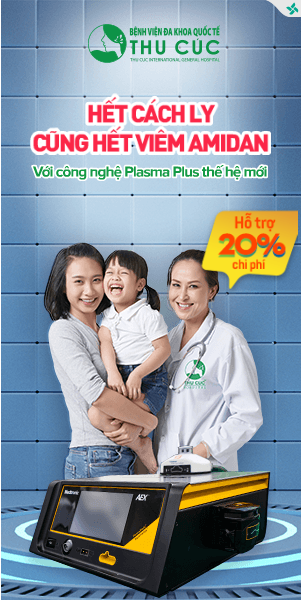 BỆNH VIỆN ĐA KHOA QUỐC TẾ
THU CÚC
THU CUC INTERNATIONAL GENERAL HOSPITAL
HẾT CÁCH LY
CŨNG HẾT VIÊM AMIDAN
Với công nghệ Plasma Plus thế hệ mới
Hỗ trợ
20%
chi phí
THU CÚC
Medtronic
AEX